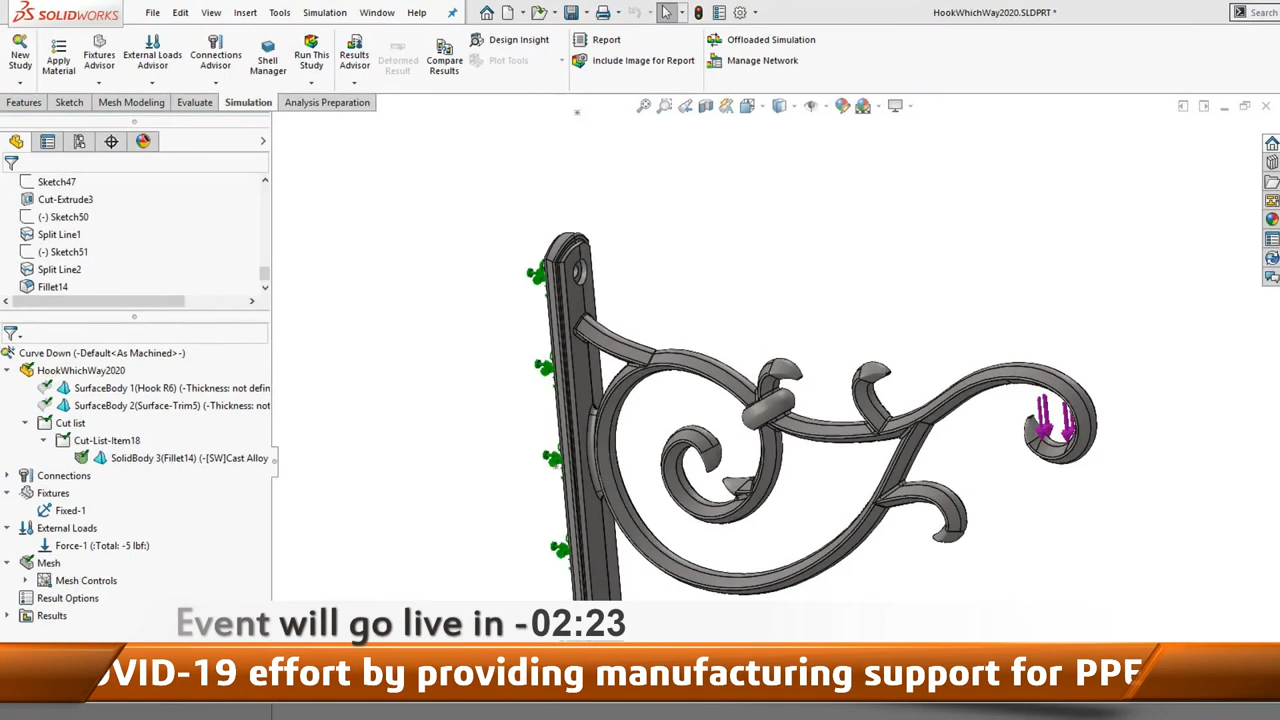 SOLIDWORKS
File Edit View Insert Tools Simulation Window Help
HookWhichWay2020.SLDPRT *
Search
New Study
Apply Material
Fixtures Advisor
External Loads Advisor
Connections Advisor
Shell Manager
Run This Study
Results Advisor
Deformed Result
Compare Results
Design Insight
Plot Tools
Report
Include Image for Report
Offloaded Simulation
Manage Network
Features Sketch Mesh Modeling Evaluate Simulation Analysis Preparation
Sketch47
Cut-Extrude3
(-) Sketch50
Split Line1
(-) Sketch51
Split Line2
Fillet14
Curve Down (-Default<As Machined>-)
HookWhichWay2020
SurfaceBody 1(Hook R6) (-Thickness: not defin
SurfaceBody 2(Surface-Trim5) (-Thickness: not
Cut list
Cut-List-Item18
SolidBody 3(Fillet14) (-[SW]Cast Alloy
Connections
Fixtures
Fixed-1
External Loads
Force-1 (:Total: -5 lbf:)
Mesh
Mesh Controls
Result Options
Results
Event will go live in -02:23
OVID-19 effort by providing manufacturing support for PPE